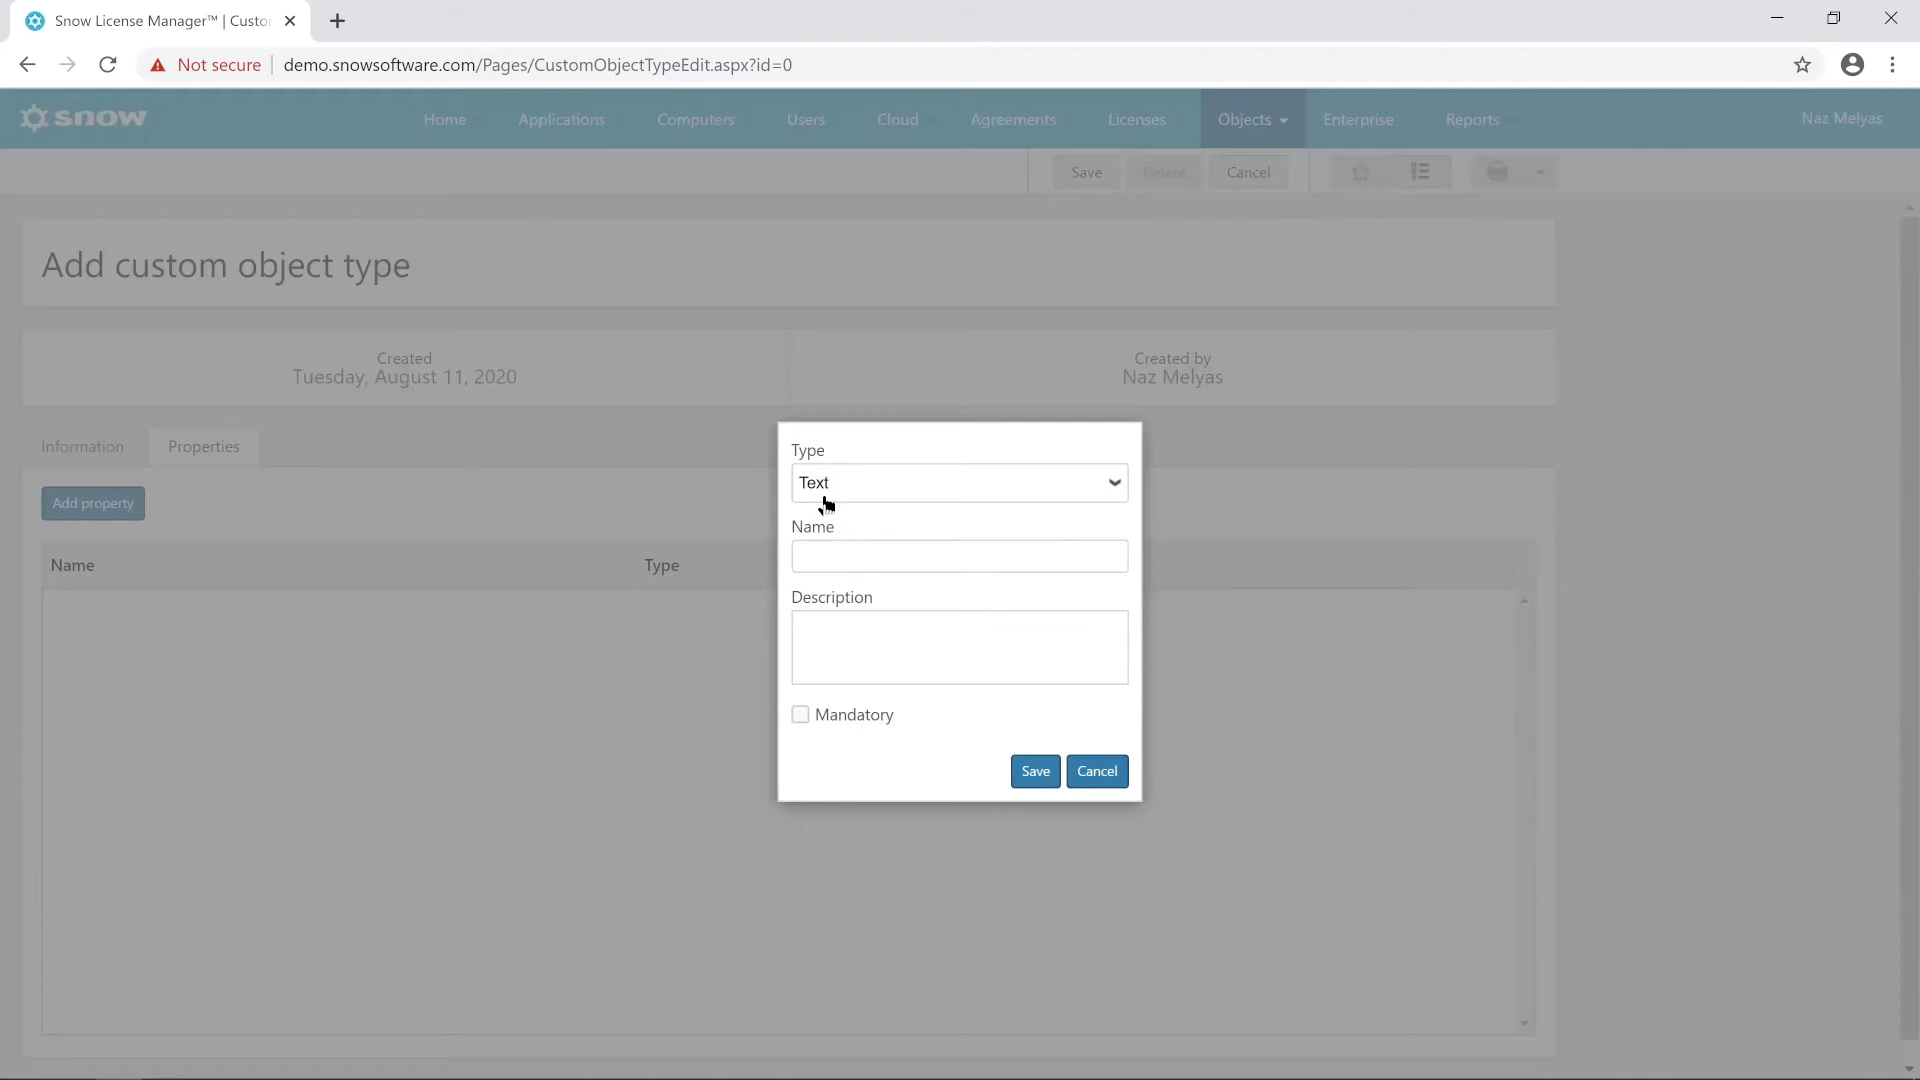 Snow License Manager™ | Custo
Not secure
demo.snowsoftware.com/Pages/CustomObjectTypeEdit.aspx?id=0
snow
Home
Applications
Computers
Users
Cloud
Agreements
Licenses
Objects
Enterprise
Reports
Naz Melyas
Save
Delete
Cancel
Add custom object type
Created
Tuesday, August 11, 2020
Created by
Naz Melyas
Information
Properties
Add property
Name
Type
Type
Text
Name
Description
Mandatory
Save
Cancel